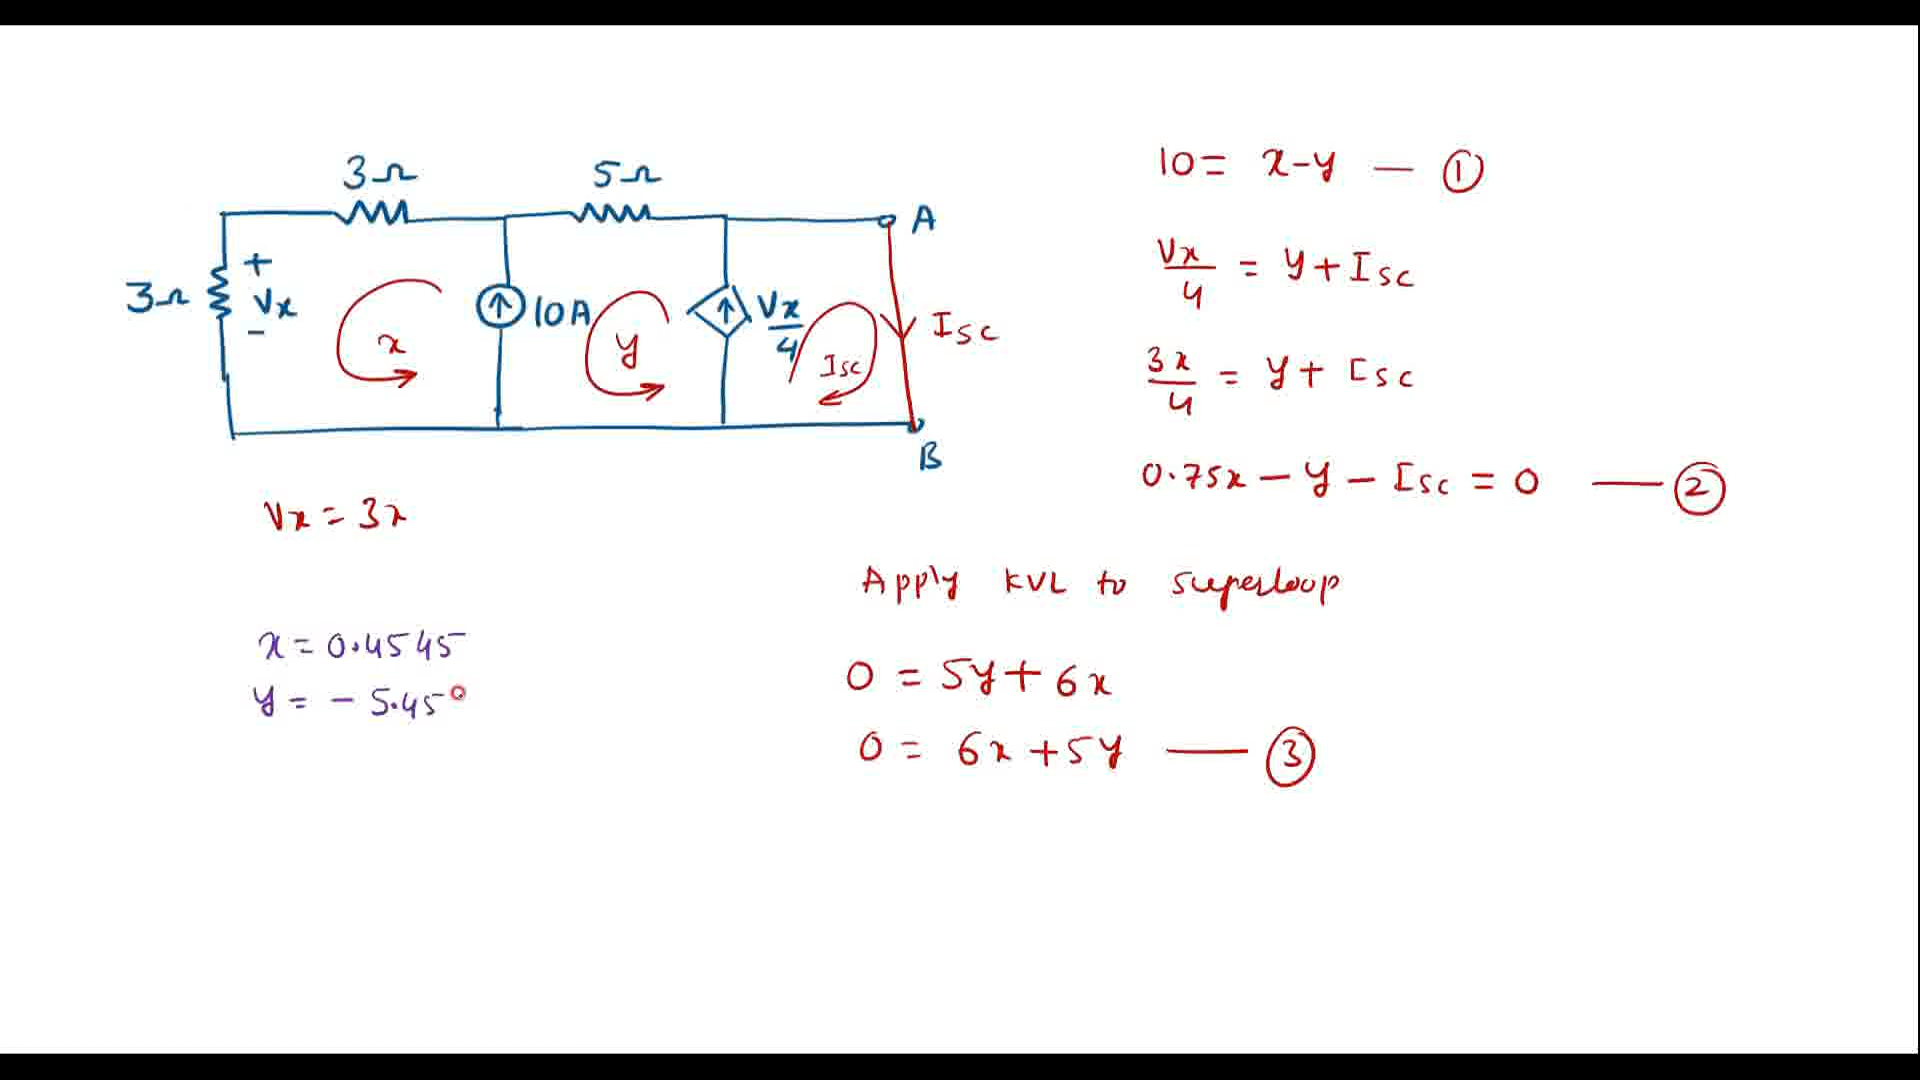 3Ω
5Ω
A
3Ω
+
Vx
-
x
10A
y
Vx/4
Isc
Isc
B
Vx = 3x
x = 0.4545
y = - 5.45
10 = x-y — ①
Vx/4 = y + Isc
3x/4 = y + Isc
0.75x - y - Isc = 0 — ②
Apply KVL to superloop
0 = 5y + 6x
0 = 6x + 5y — ③